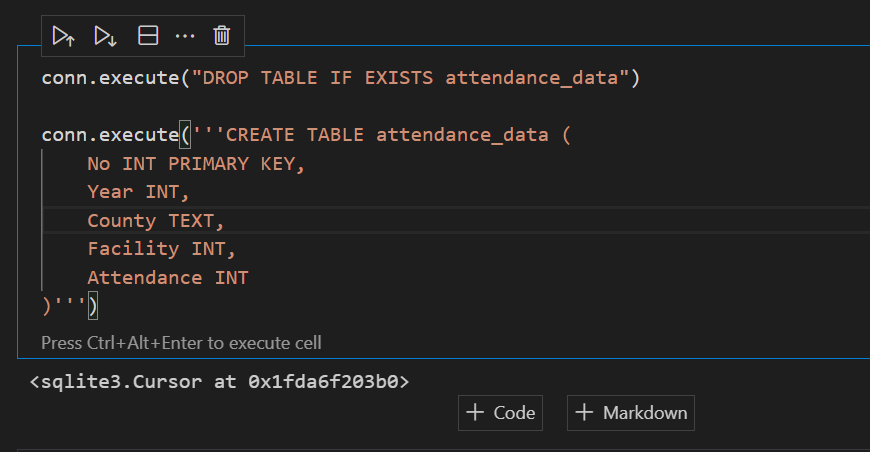 conn.execute("DROP TABLE IF EXISTS attendance_data")
conn.execute('''CREATE TABLE attendance_data (
No INT PRIMARY KEY,
Year INT,
County TEXT,
Facility INT,
Attendance INT
)''')
Press Ctrl+Alt+Enter to execute cell
<sqlite3.Cursor at 0x1fda6f203b0>
+ Code + Markdown